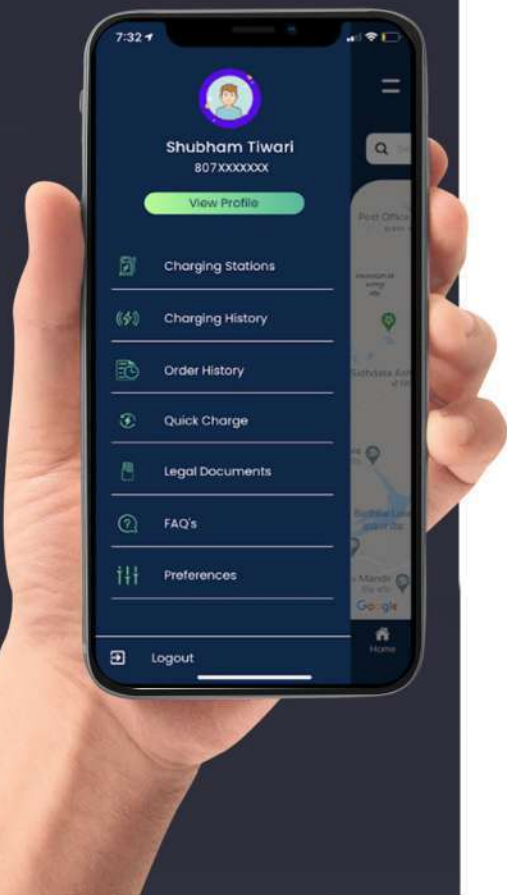 7:32
Shubham Tiwari
807XXXXXXX
View Profile
Charging Stations
Charging History
Order History
Quick Charge
Legal Documents
FAQ's
Preferences
Logout
Post Office
Mandir
Google
Home